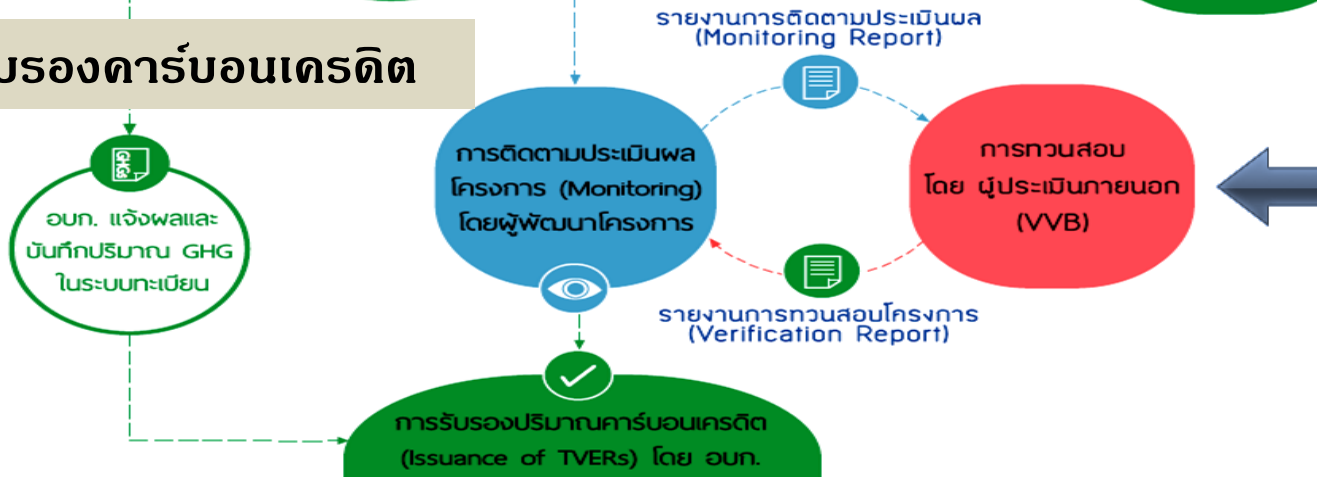 รายงานการติดตามประเมินผล
(Monitoring Report)
บรองคาร์บอนเครดิต
การติดตามประเมินผล
โครงการ (Monitoring)
โดยผู้พัฒนาโครงการ
การทวนสอบ
โดย ผู้ประเมินภายนอก
(VVB)
GHGs
อบก. แจ้งผลและ
บันทึกปริมาณ GHG
ในระบบทะเบียน
รายงานการทวนสอบโครงการ
(Verification Report)
การรับรองปริมาณคาร์บอนเครดิต
(Issuance of TVERs) โดย อบก.